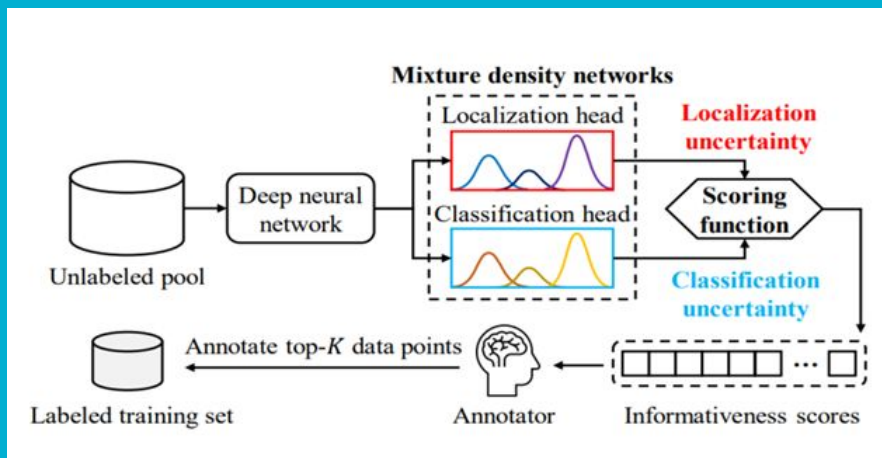 Mixture density networks
Localization head
Localization
uncertainty
Deep neural
network
Scoring
function
Classification head
Unlabeled pool
Classification
uncertainty
Annotate top-K data points
...
Labeled training set
Annotator
Informativeness scores